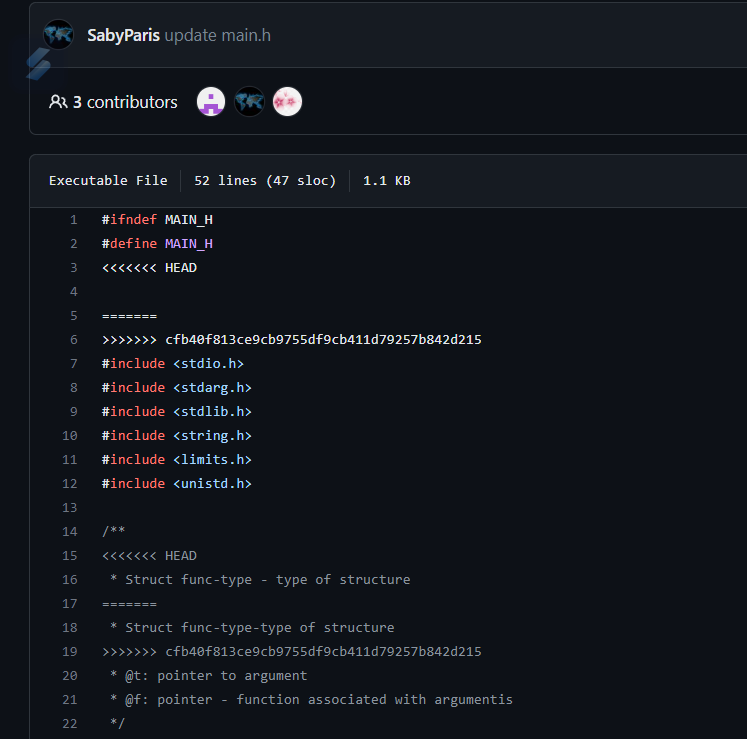 SabyParis update main.h
3 contributors
Executable File 52 lines (47 sloc) 1.1 KB
1 #ifndef MAIN_H
2 #define MAIN_H
3 <<<<<<< HEAD
4
5 =======
6 >>>>>>> cfb40f813ce9cb9755df9cb411d79257b842d215
7 #include <stdio.h>
8 #include <stdarg.h>
9 #include <stdlib.h>
10 #include <string.h>
11 #include <limits.h>
12 #include <unistd.h>
13
14 /**
15 <<<<<<< HEAD
16  * Struct func-type - type of structure
17 =======
18  * Struct func-type-type of structure
19 >>>>>>> cfb40f813ce9cb9755df9cb411d79257b842d215
20  * @t: pointer to argument
21  * @f: pointer - function associated with argumentis
22  */